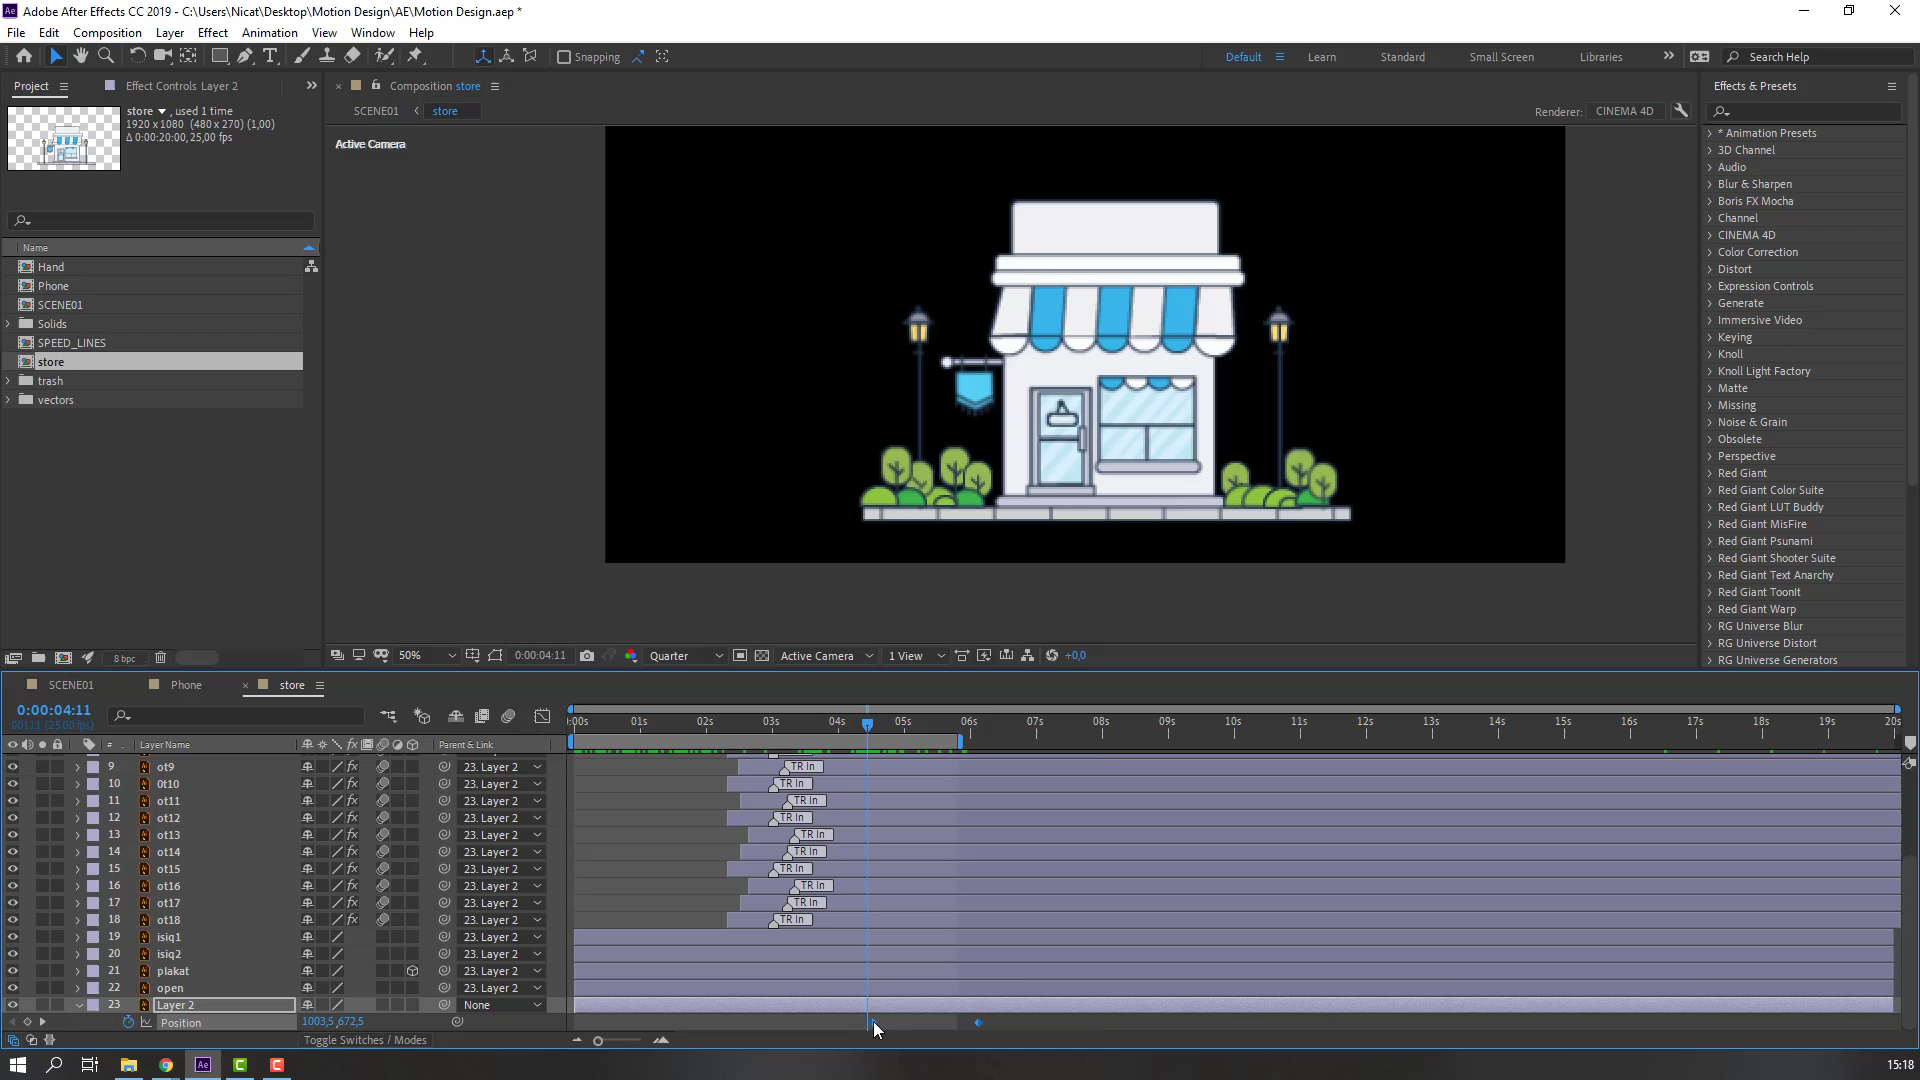 Adobe After Effects CC 2019 - C:\Users\Nicat\Desktop\Motion Design\AE\Motion Design.aep *
File Edit Composition Layer Effect Animation View Window Help
Snapping
Default Learn Standard Small Screen Libraries Search Help
Project Effect Controls Layer 2
Composition store
Effects & Presets
store , used 1 time
1920 x 1080 (480 x 270) (1,00)
Δ 0:00:20:00, 25,00 fps
SCENE01 store
Renderer: CINEMA 4D
Active Camera
Name
Hand
Phone
SCENE01
Solids
SPEED_LINES
store
trash
vectors
* Animation Presets
3D Channel
Audio
Blur & Sharpen
Boris FX Mocha
Channel
CINEMA 4D
Color Correction
Distort
Expression Controls
Generate
Immersive Video
Keying
Knoll
Knoll Light Factory
Matte
Missing
Noise & Grain
Obsolete
Perspective
Red Giant
Red Giant Color Suite
Red Giant LUT Buddy
Red Giant MisFire
Red Giant Psunami
Red Giant Shooter Suite
Red Giant Text Anarchy
Red Giant ToonIt
Red Giant Warp
RG Universe Blur
RG Universe Distort
RG Universe Generators
8 bpc
50% 0:00:04:11 Quarter Active Camera 1 View +0,0
SCENE01 Phone store
0:00:04:11
00111 (25.00 fps)
:00s 01s 02s 03s 04s 05s 06s 07s 08s 09s 10s 11s 12s 13s 14s 15s 16s 17s 18s 19s 20s
# Layer Name Parent & Link
9 ot9 23. Layer 2 TR In
10 0t10 23. Layer 2 TR In
11 ot11 23. Layer 2 TR In
12 ot12 23. Layer 2 TR In
13 ot13 23. Layer 2 TR In
14 ot14 23. Layer 2 TR In
15 ot15 23. Layer 2 TR In
16 ot16 23. Layer 2 TR In
17 ot17 23. Layer 2 TR In
18 ot18 23. Layer 2 TR In
19 isiq1 23. Layer 2
20 isiq2 23. Layer 2
21 plakat 23. Layer 2
22 open 23. Layer 2
23 Layer 2 None
Position 1003,5 ,672,5
Toggle Switches / Modes
15:18